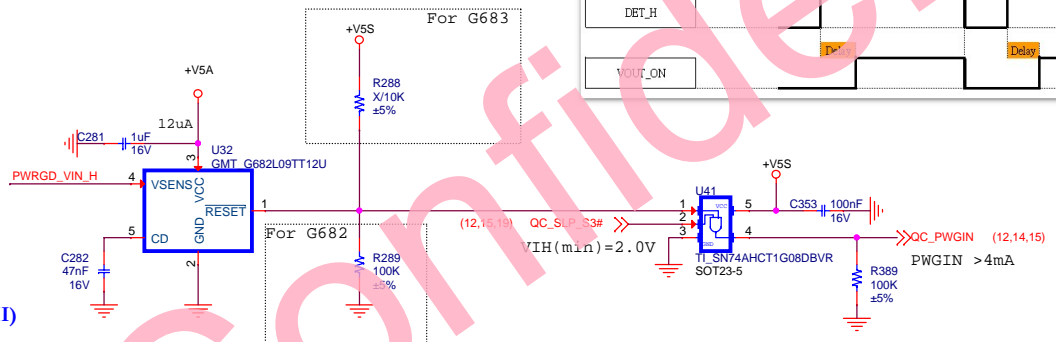 For G683
+V5S
R288
X/10K
±5%
DET_H
Delay
Delay
VOUT_ON
+V5A
12uA
C281
1uF
16V
3
U32
GMT_G682L09TT12U
PWRGD_VIN_H
4
VSENS
VCC
RESET
1
5
CD
GND
2
C282
47nF
16V
For G682
R289
100K
±5%
(12,15,19)
QC_SLP_S3#
VIH(min)=2.0V
+V5S
U41
1
2
3
VCC
GND
5
4
C353
100nF
16V
TI_SN74AHCT1G08DBVR
SOT23-5
QC_PWGIN
(12,14,15)
PWGIN >4mA
R389
100K
±5%
I)
Confide